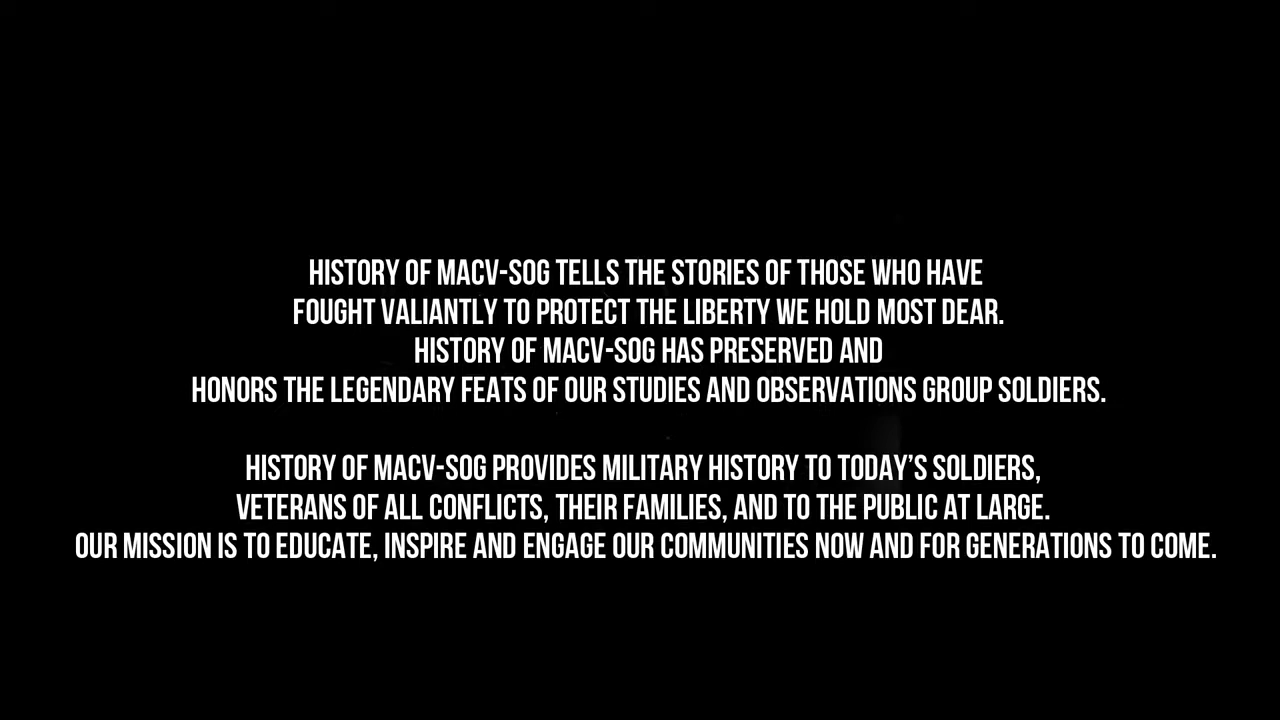 HISTORY OF MACV-SOG TELLS THE STORIES OF THOSE WHO HAVE
FOUGHT VALIANTLY TO PROTECT THE LIBERTY WE HOLD MOST DEAR.
HISTORY OF MACV-SOG HAS PRESERVED AND
HONORS THE LEGENDARY FEATS OF OUR STUDIES AND OBSERVATIONS GROUP SOLDIERS.
HISTORY OF MACV-SOG PROVIDES MILITARY HISTORY TO TODAY'S SOLDIERS,
VETERANS OF ALL CONFLICTS, THEIR FAMILIES, AND TO THE PUBLIC AT LARGE.
OUR MISSION IS TO EDUCATE, INSPIRE AND ENGAGE OUR COMMUNITIES NOW AND FOR GENERATIONS TO COME.